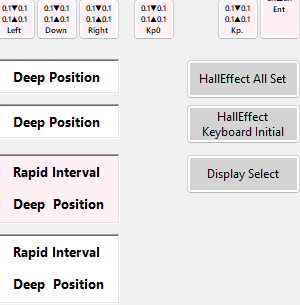 0.1▼0.1 0.1▼0.1 0.1▼0.1 0.1▼0.1 0.1▼0.1
0.1▲0.1 0.1▲0.1 0.1▲0.1 0.1▲0.1 0.1▲0.1 Ent
Left Down Right Kp0 Kp.
Deep Position
HallEffect All Set
Deep Position
HallEffect
Keyboard Initial
Rapid Interval
Display Select
Deep Position
Rapid Interval
Deep Position